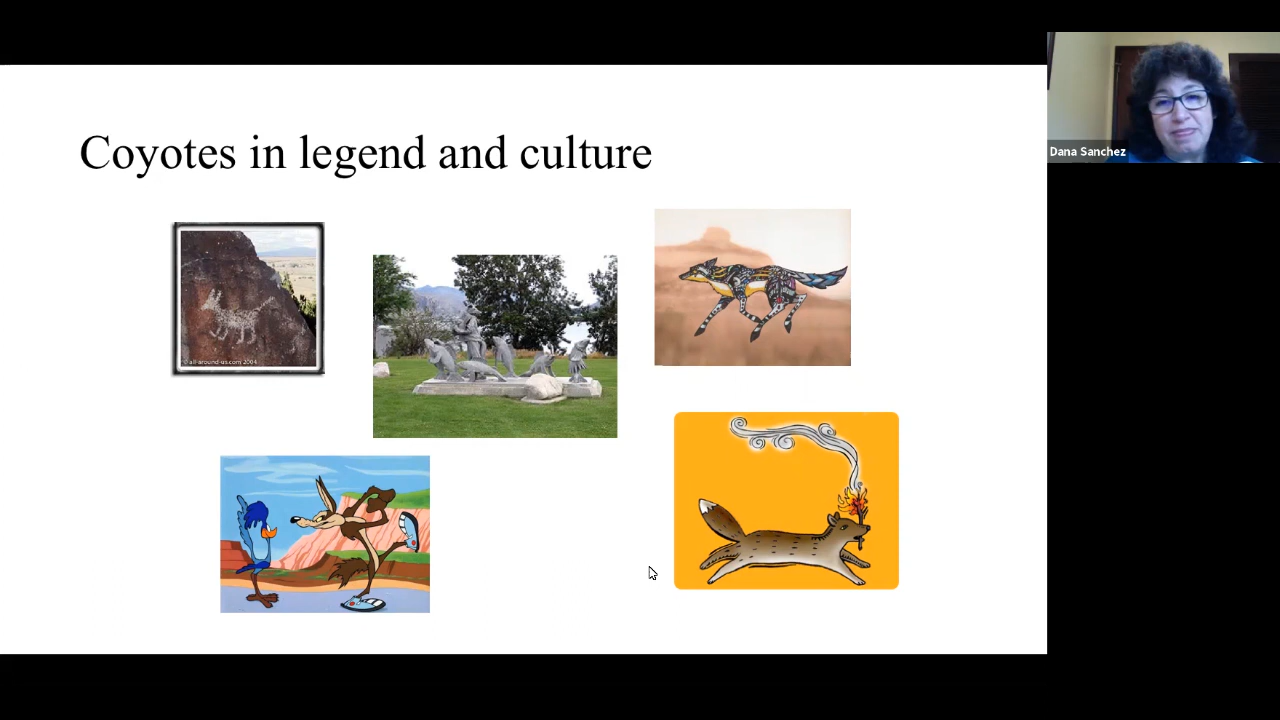 Coyotes in legend and culture
Dana Sanchez
© all-around-us.com 2004